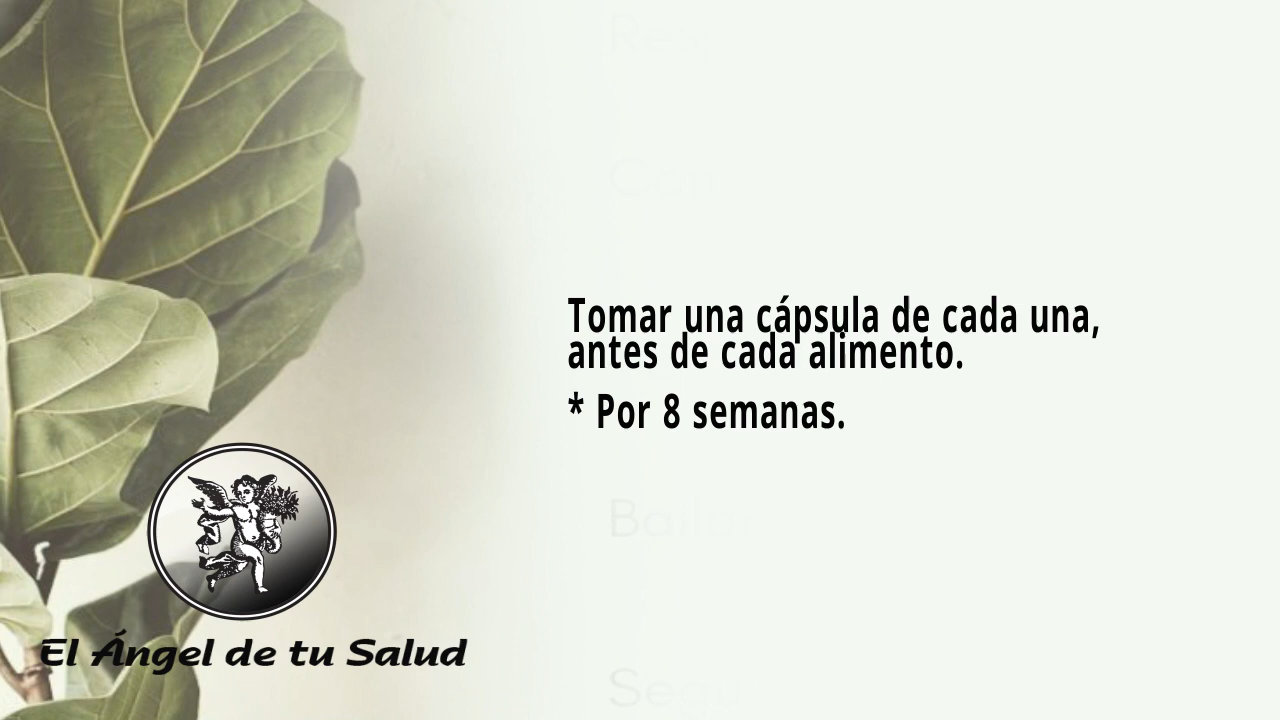 Tomar una cápsula de cada una,
antes de cada alimento.
* Por 8 semanas.
El Ángel de tu Salud